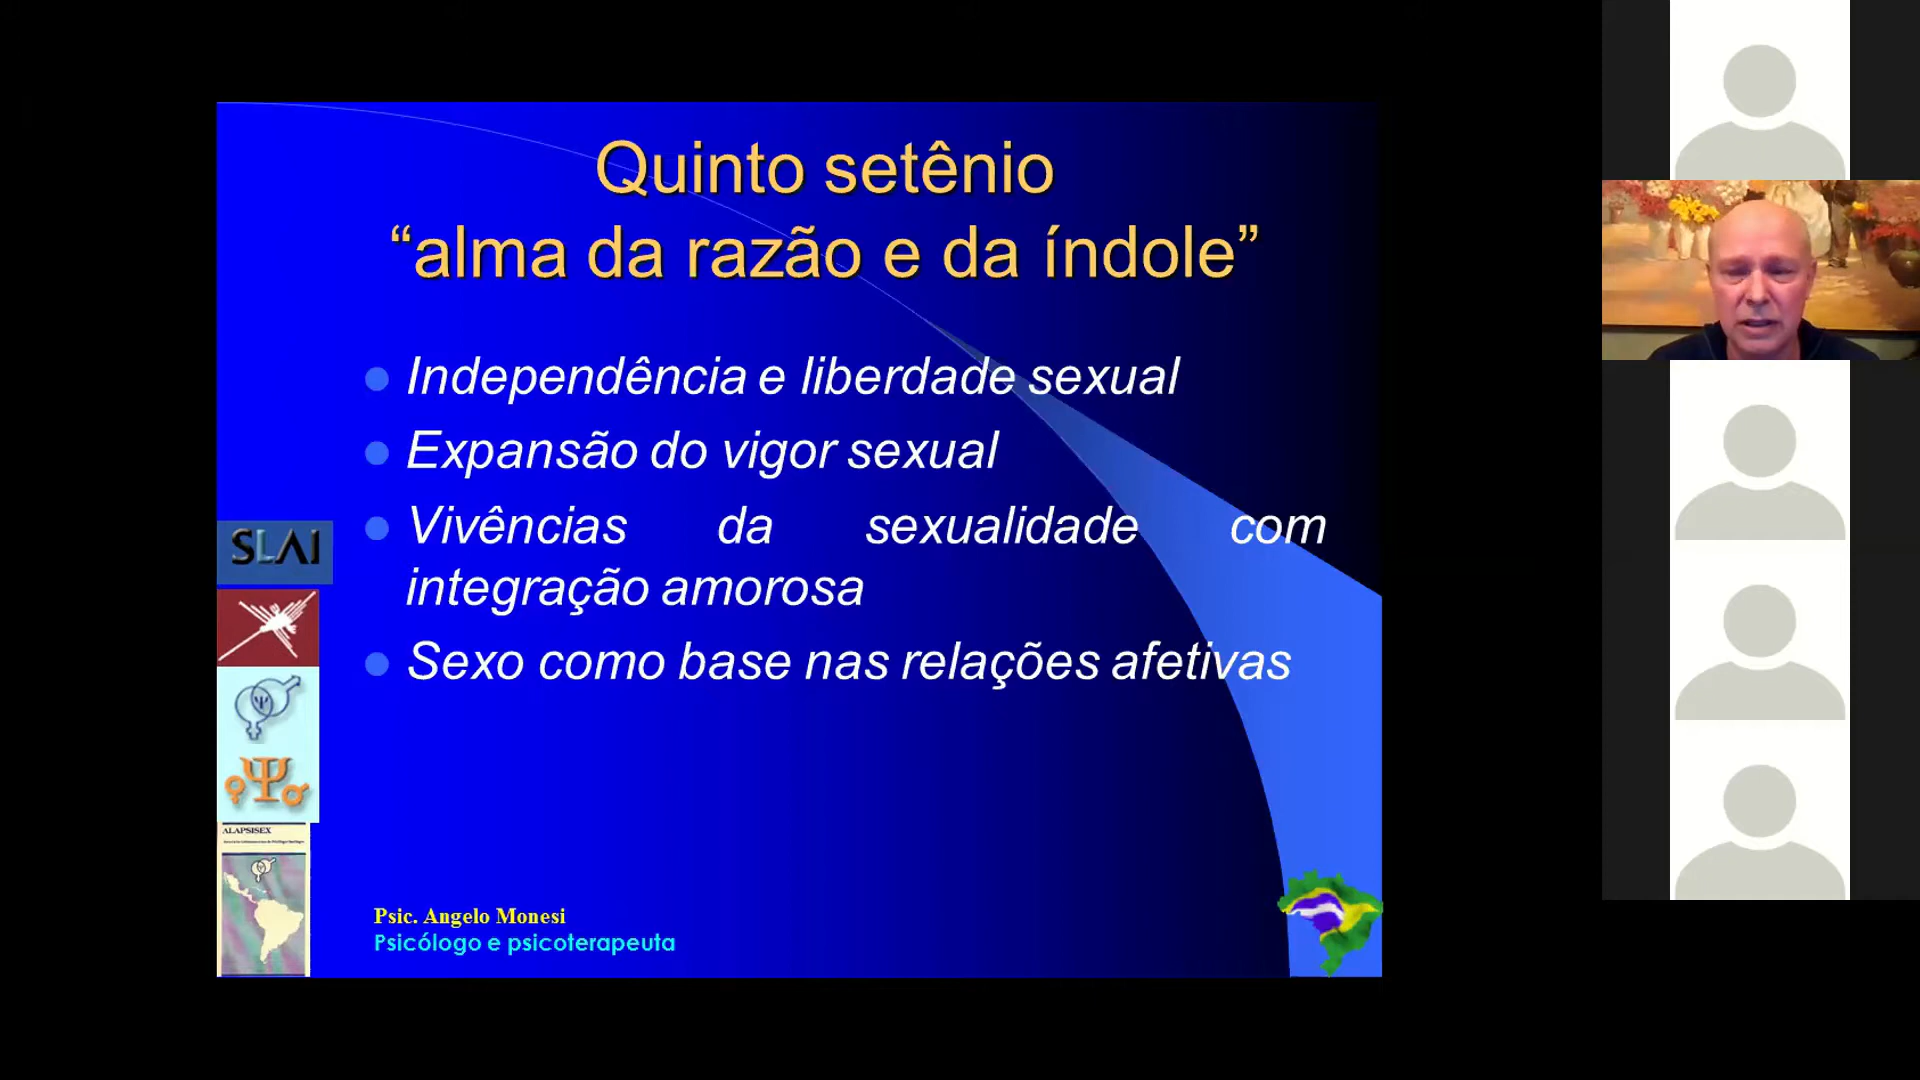 Quinto setênio
“alma da razão e da índole”
Independência e liberdade sexual
Expansão do vigor sexual
Vivências da sexualidade com
integração amorosa
Sexo como base nas relações afetivas
SLAI
ALAPSISEX
Psic. Angelo Monesi
Psicólogo e psicoterapeuta